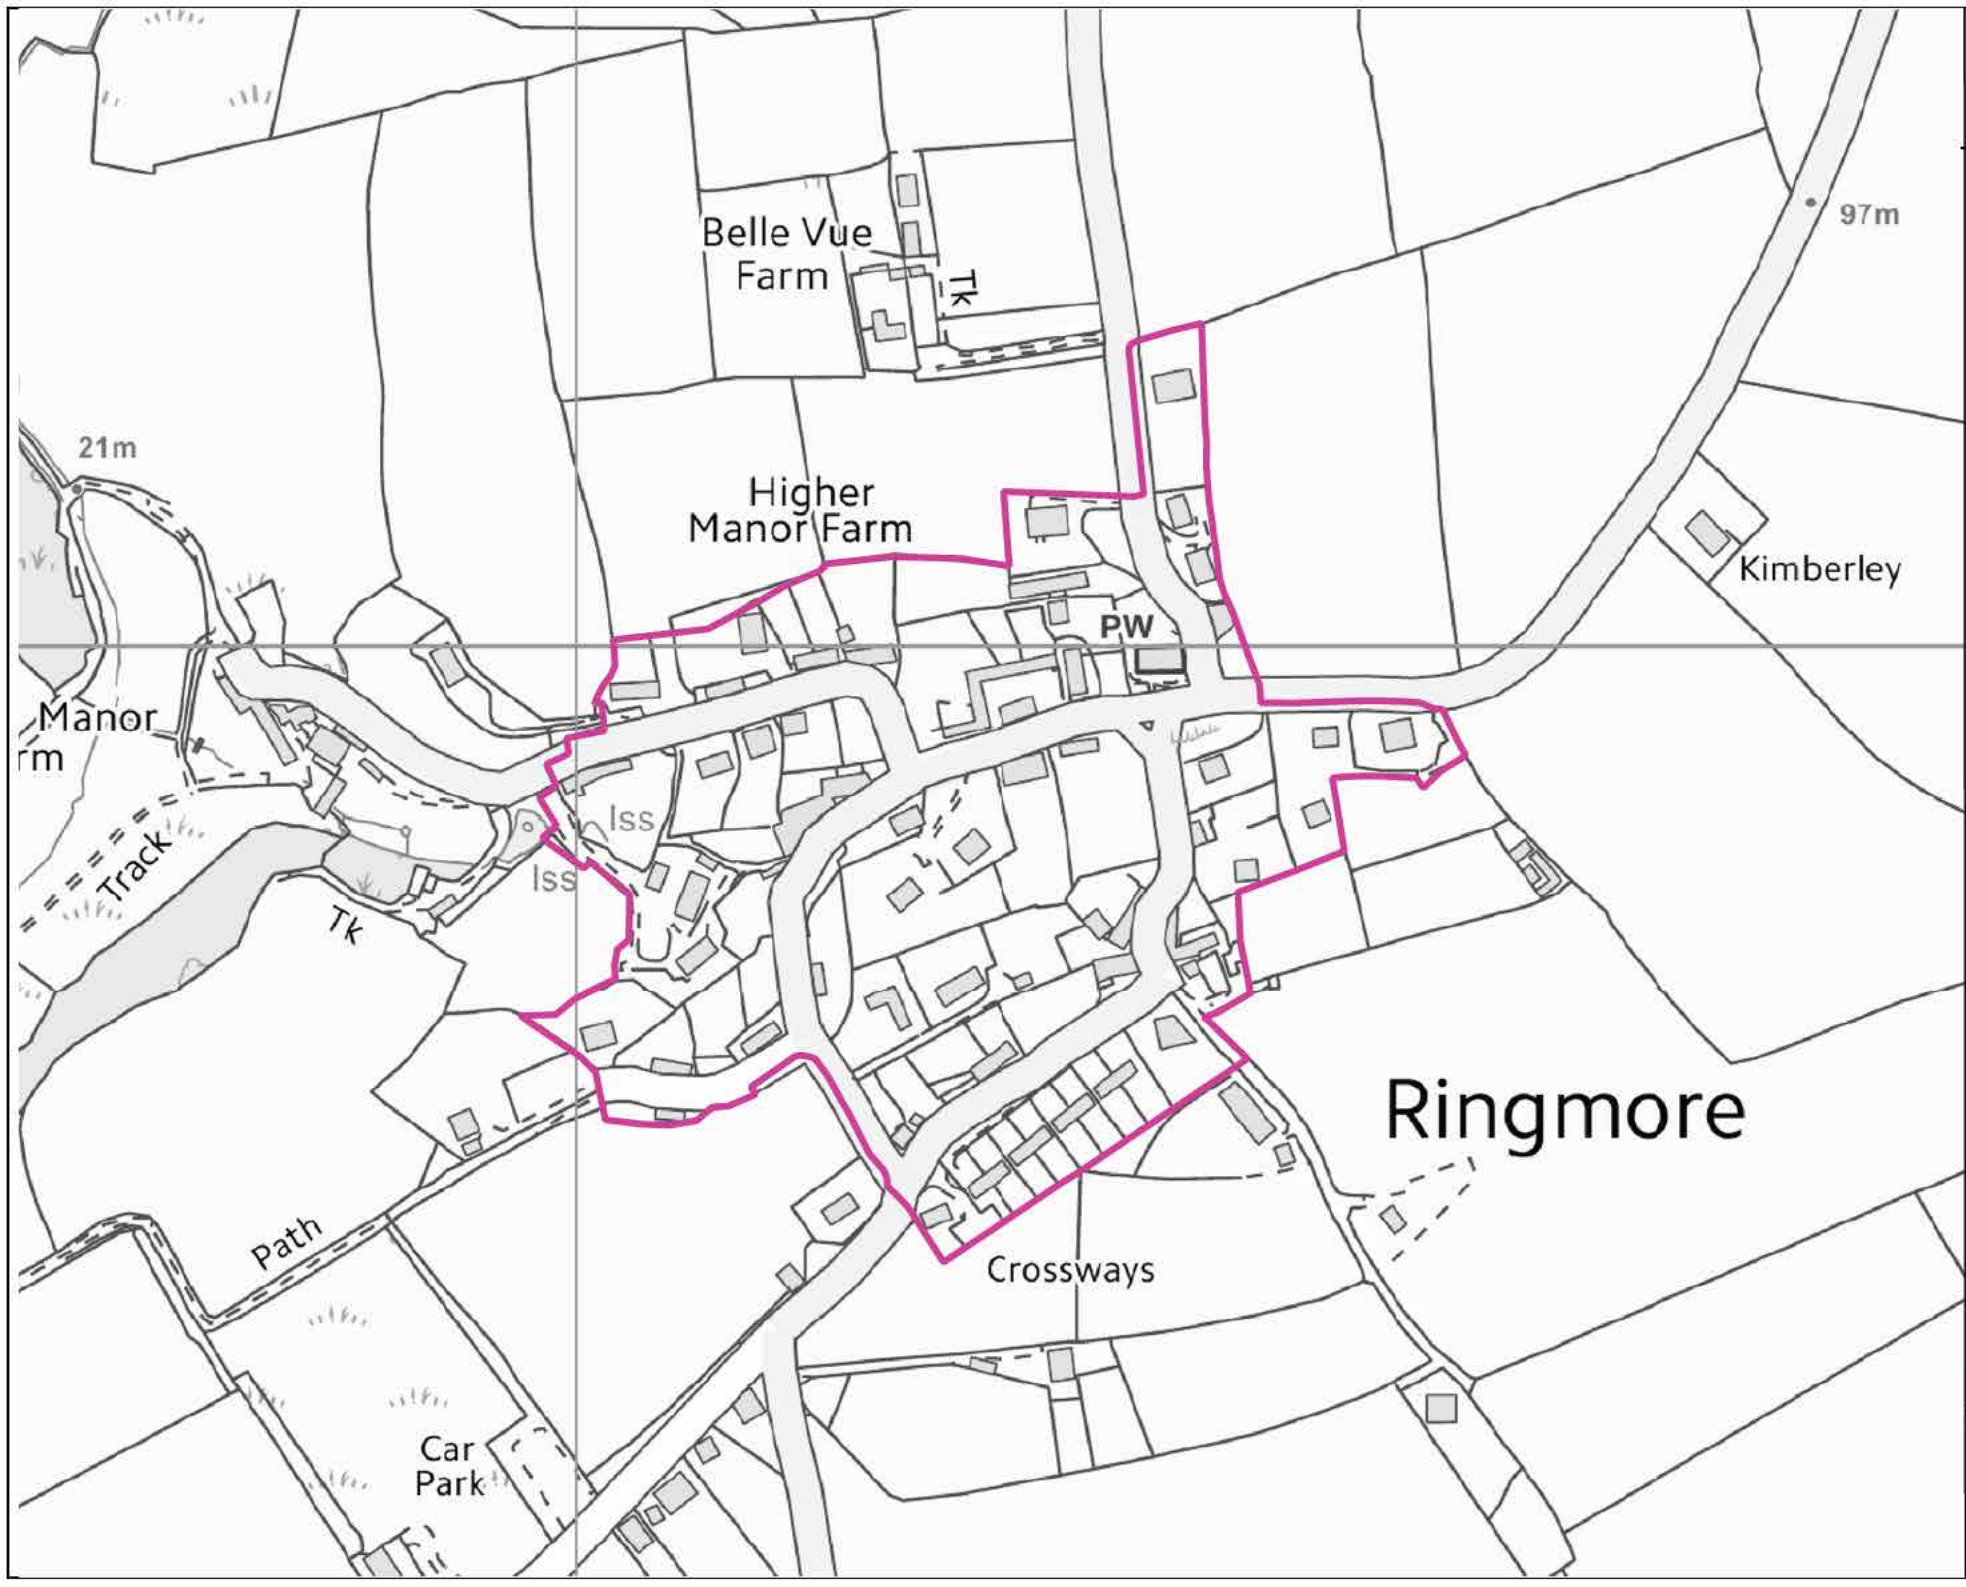 97m
Belle Vue
Farm
Tk
21m
Higher
Manor Farm
Kimberley
PW
Manor
rm
Iss
Iss
Track
Tk
Ringmore
Path
Crossways
Car
Park